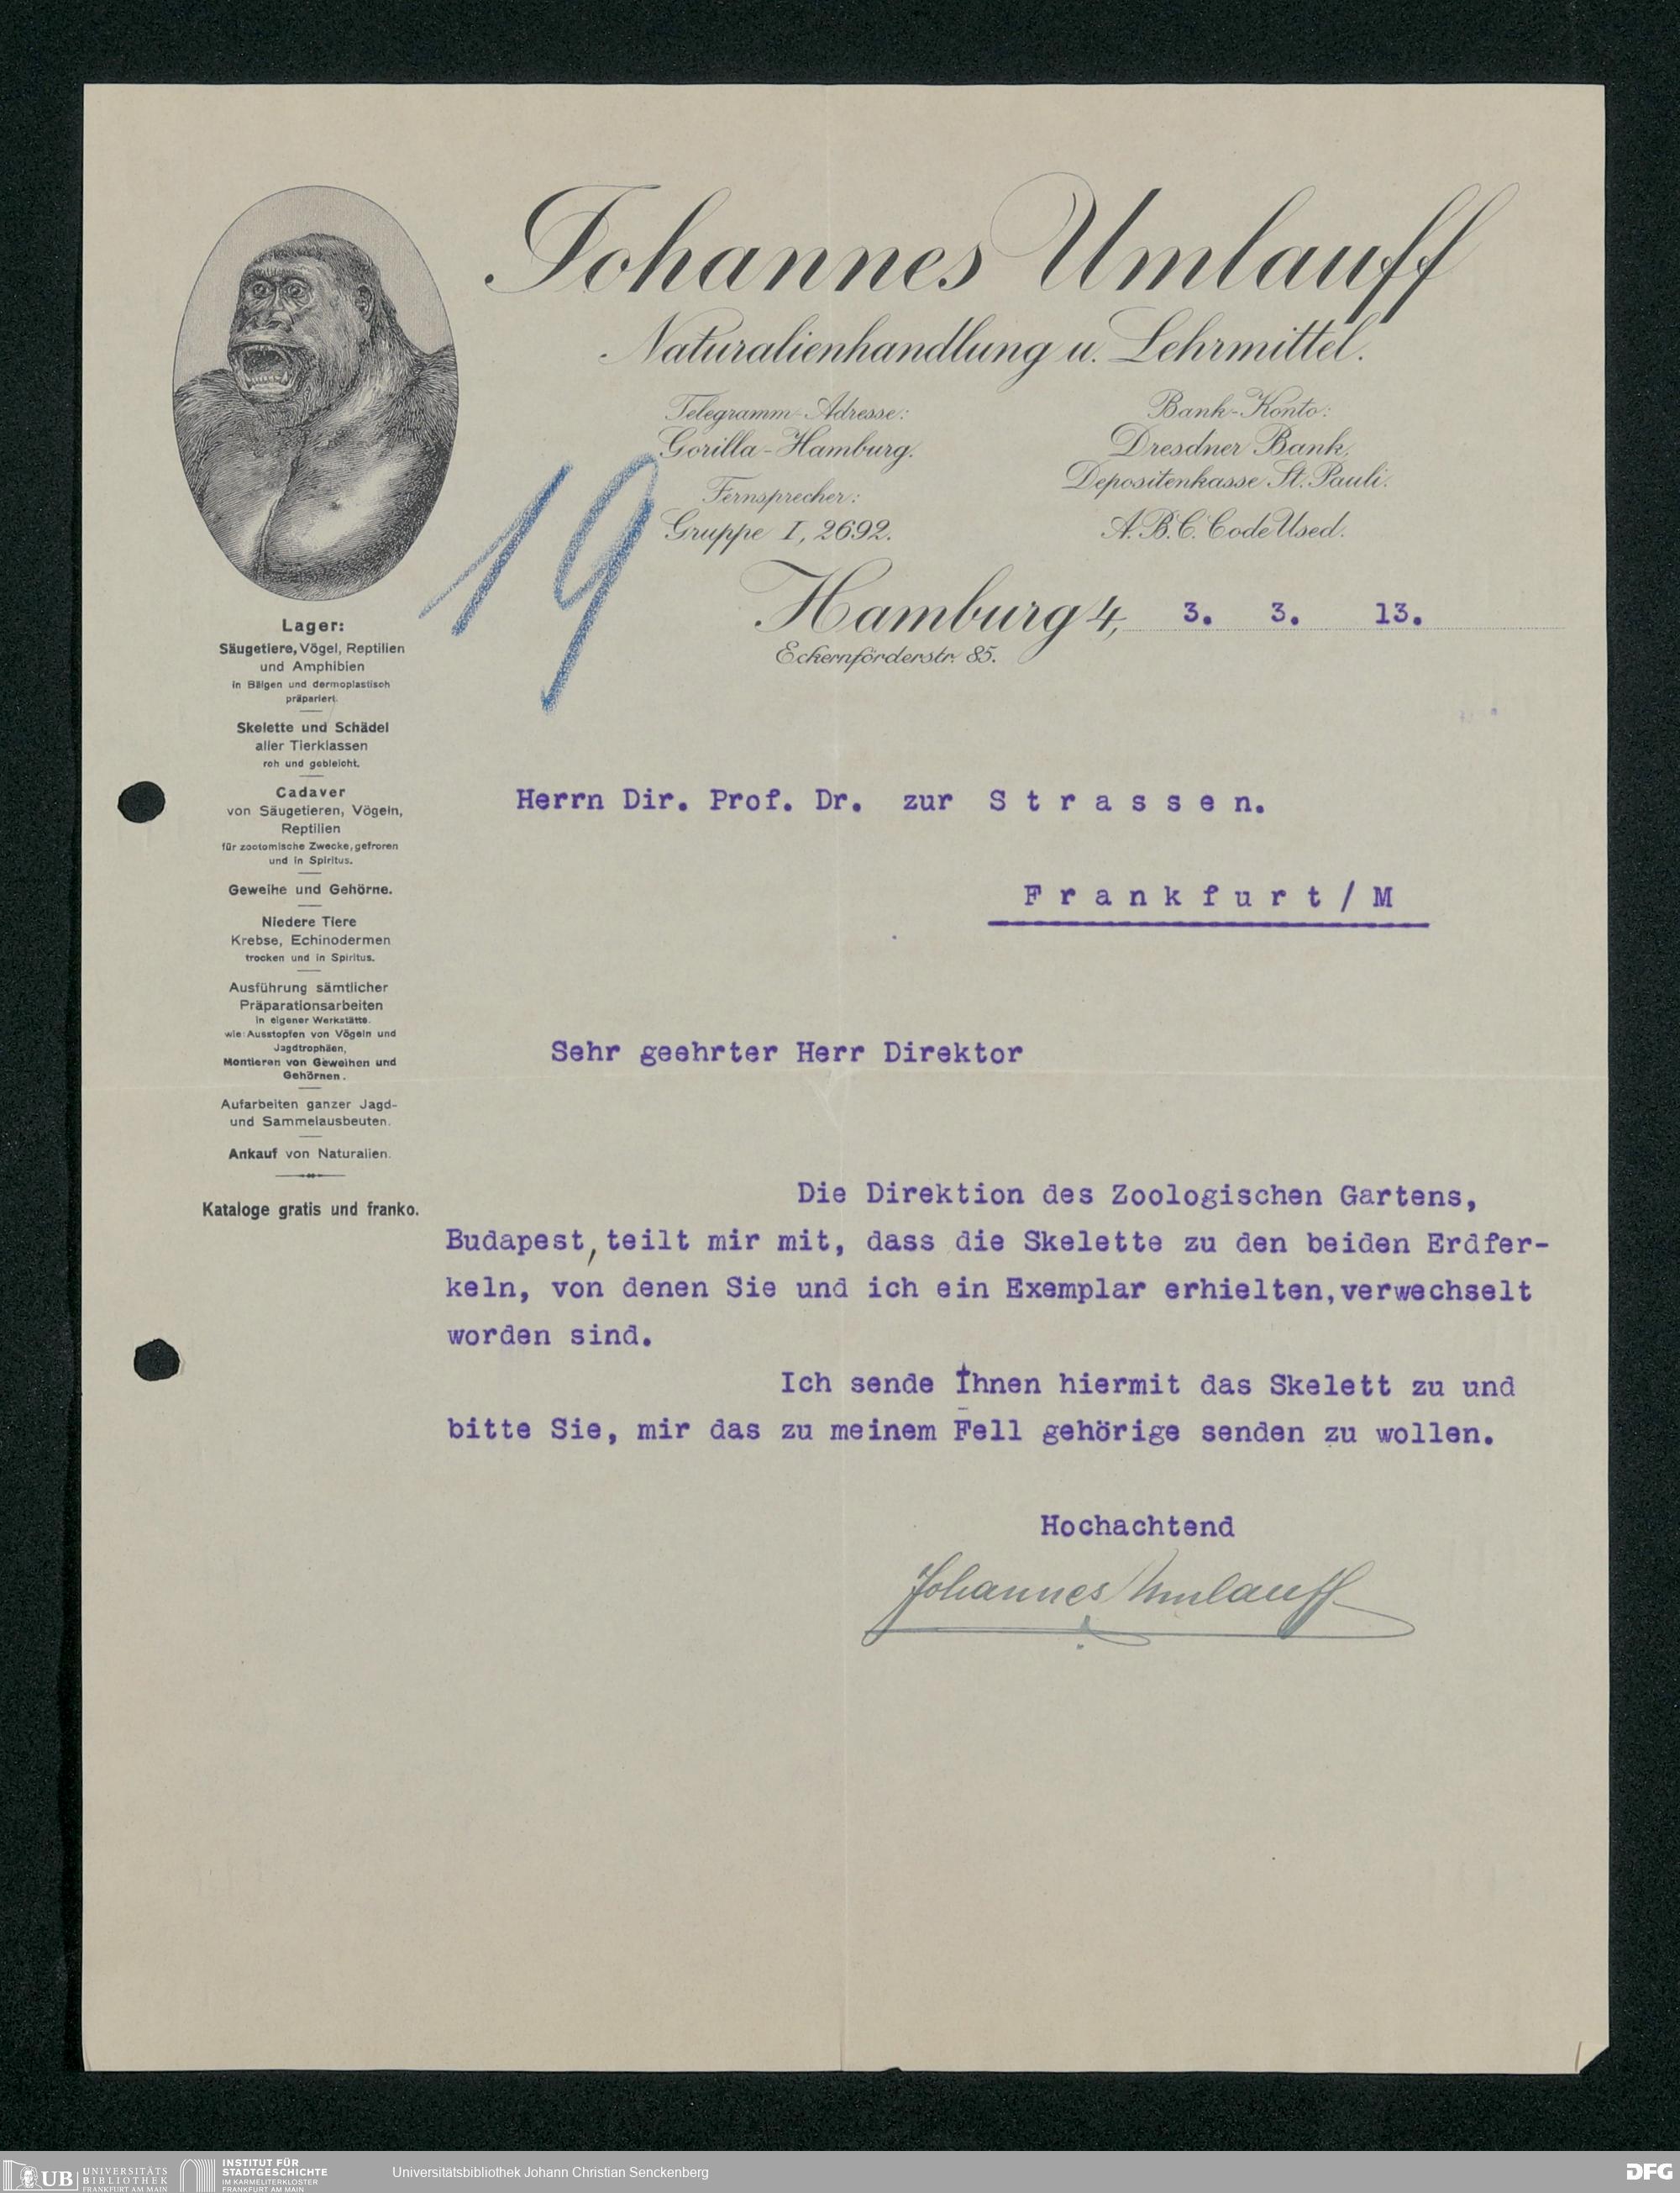 Johannes Umlauff
Naturalienhandlung u. Lehrmittel.
Telegramm-Adresse:
Gorilla-Hamburg.
Fernsprecher:
Gruppe I, 2692.
Bank-Konto:
Dresdner Bank,
Depositenkasse St. Pauli.
A.B.C. Code Used.
19
Hamburg 4, 3. 3. 13.
Eckernförderstr. 85.
Lager:
Säugetiere, Vögel, Reptilien
und Amphibien
in Bälgen und dermoplastisch
präpariert.
Skelette und Schädel
aller Tierklassen
roh und gebleicht.
Cadaver
von Säugetieren, Vögeln,
Reptilien
für zootomische Zwecke, gefroren
und in Spiritus.
Geweihe und Gehörne.
Niedere Tiere
Krebse, Echinodermen
trocken und in Spiritus.
Ausführung sämtlicher
Präparationsarbeiten
in eigener Werkstätte.
wie: Ausstopfen von Vögeln und
Jagdtrophäen,
Montieren von Geweihen und
Gehörnen.
Aufarbeiten ganzer Jagd-
und Sammelausbeuten.
Ankauf von Naturalien.
Kataloge gratis und franko.
Herrn Dir. Prof. Dr. zur S t r a s s e n.
F r a n k f u r t / M
Sehr geehrter Herr Direktor
Die Direktion des Zoologischen Gartens,
Budapest, teilt mir mit, dass die Skelette zu den beiden Erdfer-
keln, von denen Sie und ich ein Exemplar erhielten, verwechselt
worden sind.
Ich sende Ihnen hiermit das Skelett zu und
bitte Sie, mir das zu meinem Fell gehörige senden zu wollen.
Hochachtend
Johannes Umlauff
UB UNIVERSITÄTS
BIBLIOTHEK
FRANKFURT AM MAIN
INSTITUT FÜR
STADTGESCHICHTE
IM KARMELITERKLOSTER
FRANKFURT AM MAIN
Universitätsbibliothek Johann Christian Senckenberg
DFG